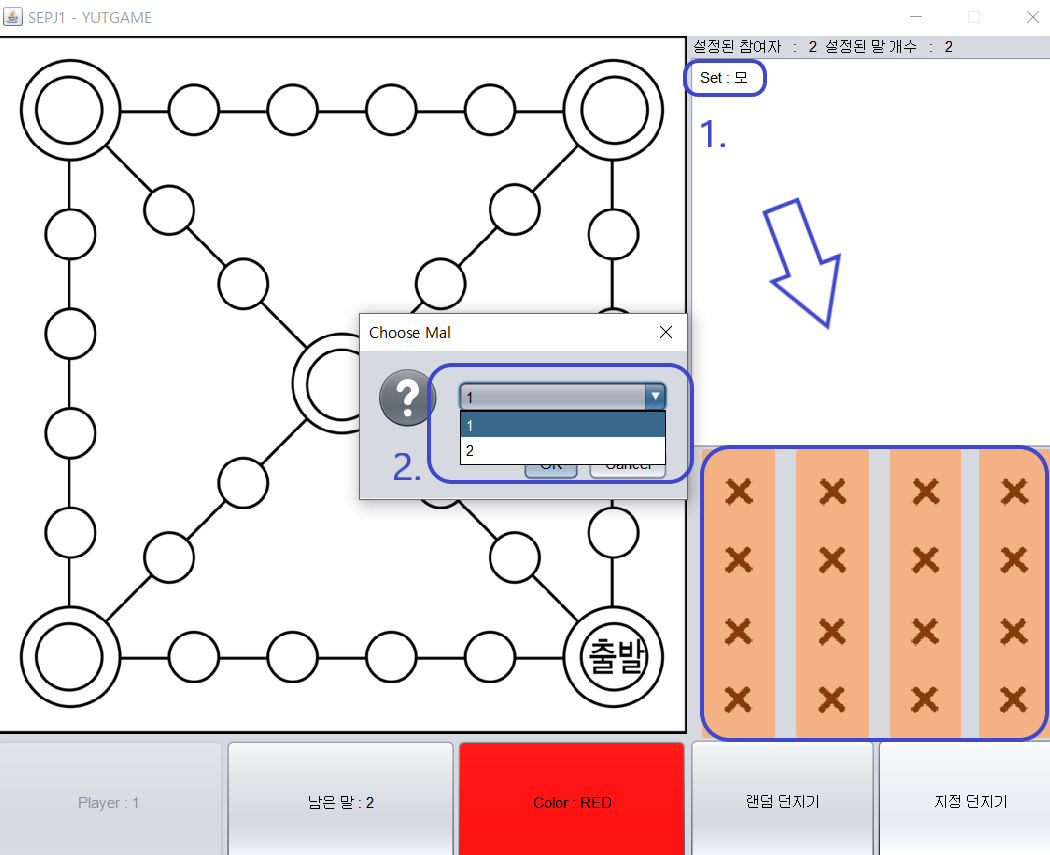 SEPJ1 - YUTGAME
설정된 참여자 : 2 설정된 말 개수 : 2
Set : 모
1.
Choose Mal
?
1
1
2
2.
OK
Cancel
출발
Player : 1
남은 말 : 2
Color : RED
랜덤 던지기
지정 던지기